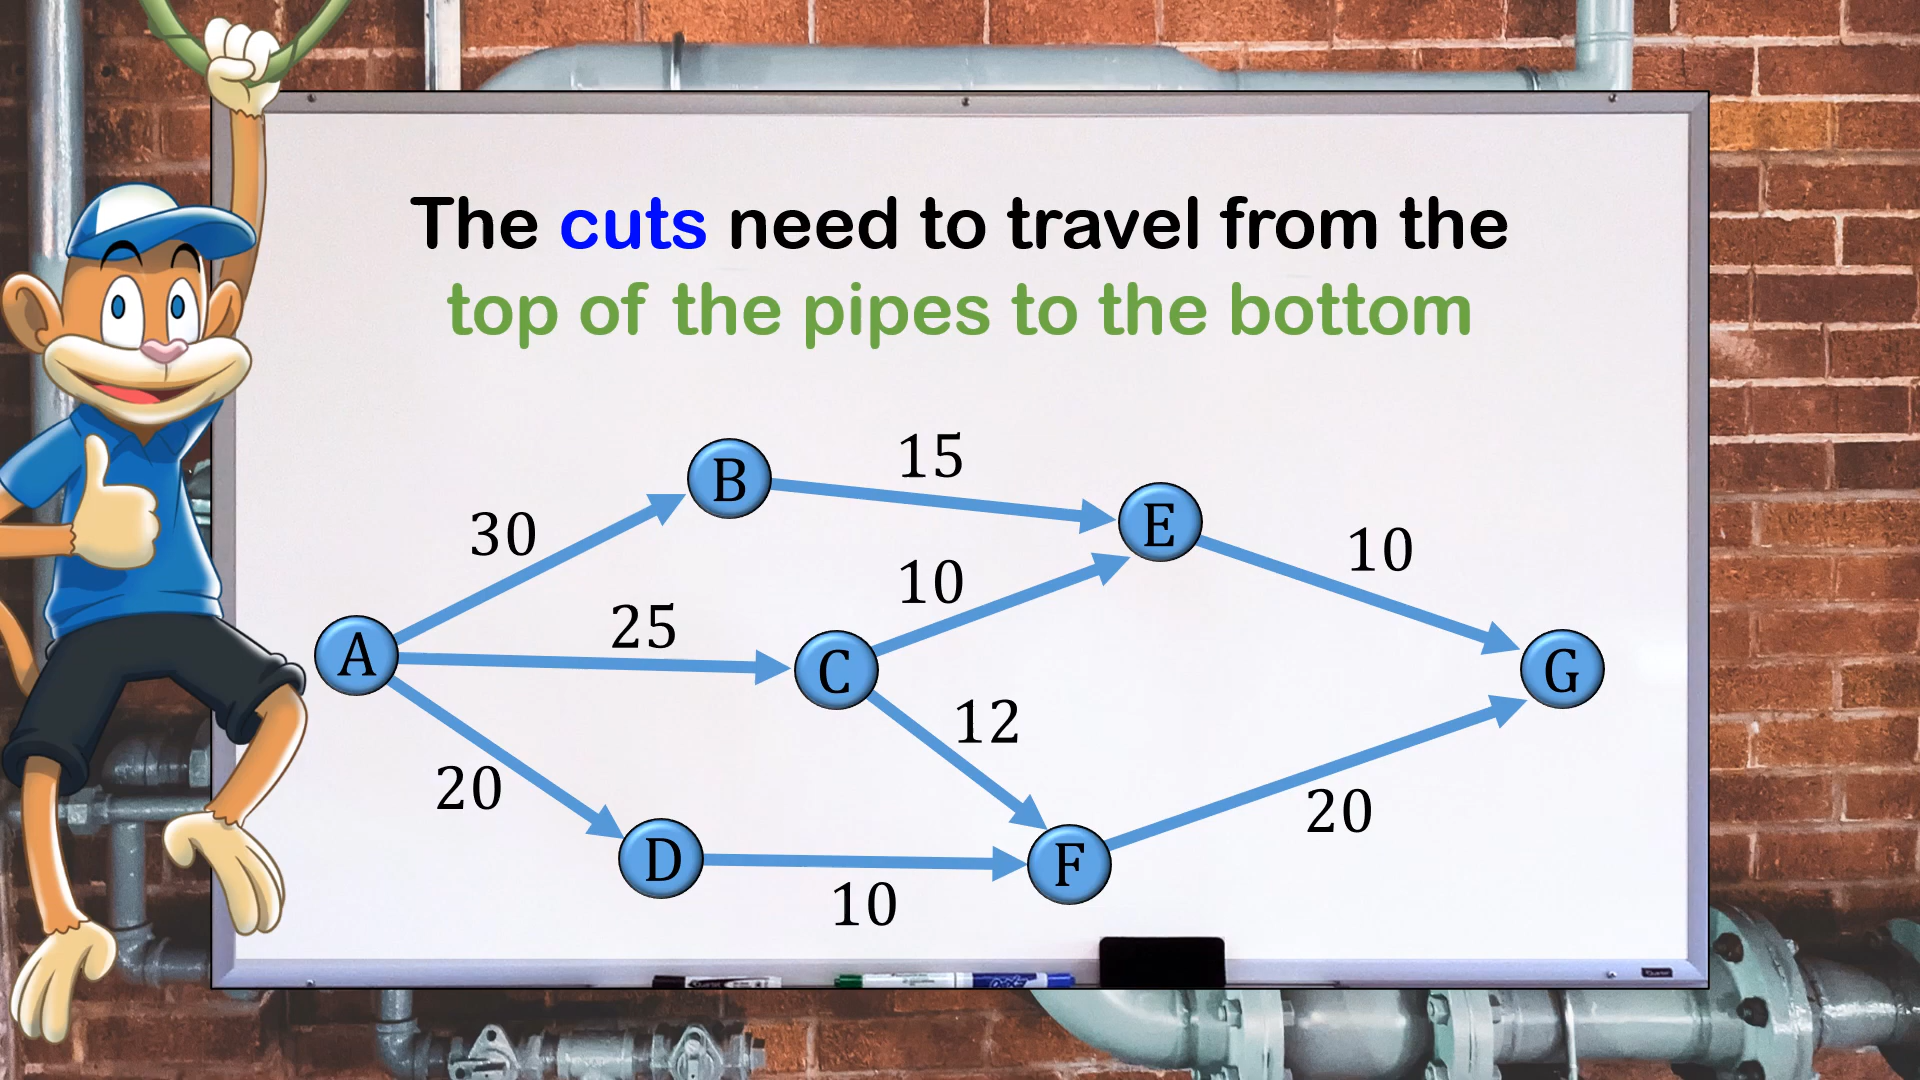 The cuts need to travel from the
top of the pipes to the bottom
B
15
E
30
10
10
A
25
C
G
12
20
20
D
F
10